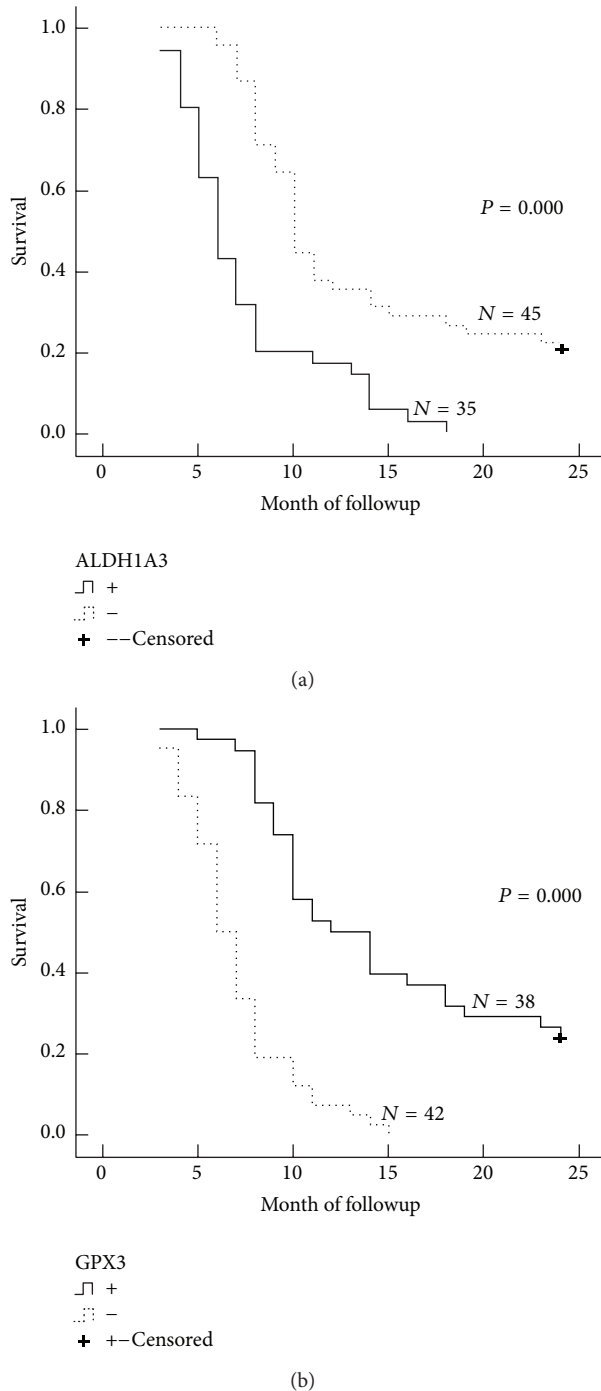 1.0
0.8
0.6
0.4
0.2
0.0
Survival
P = 0.000
N = 45
N = 35
0 5 10 15 20 25
Month of followup
ALDH1A3
+
−
−−Censored
(a)
1.0
0.8
0.6
0.4
0.2
0.0
Survival
P = 0.000
N = 38
N = 42
0 5 10 15 20 25
Month of followup
GPX3
+
−
+−Censored
(b)